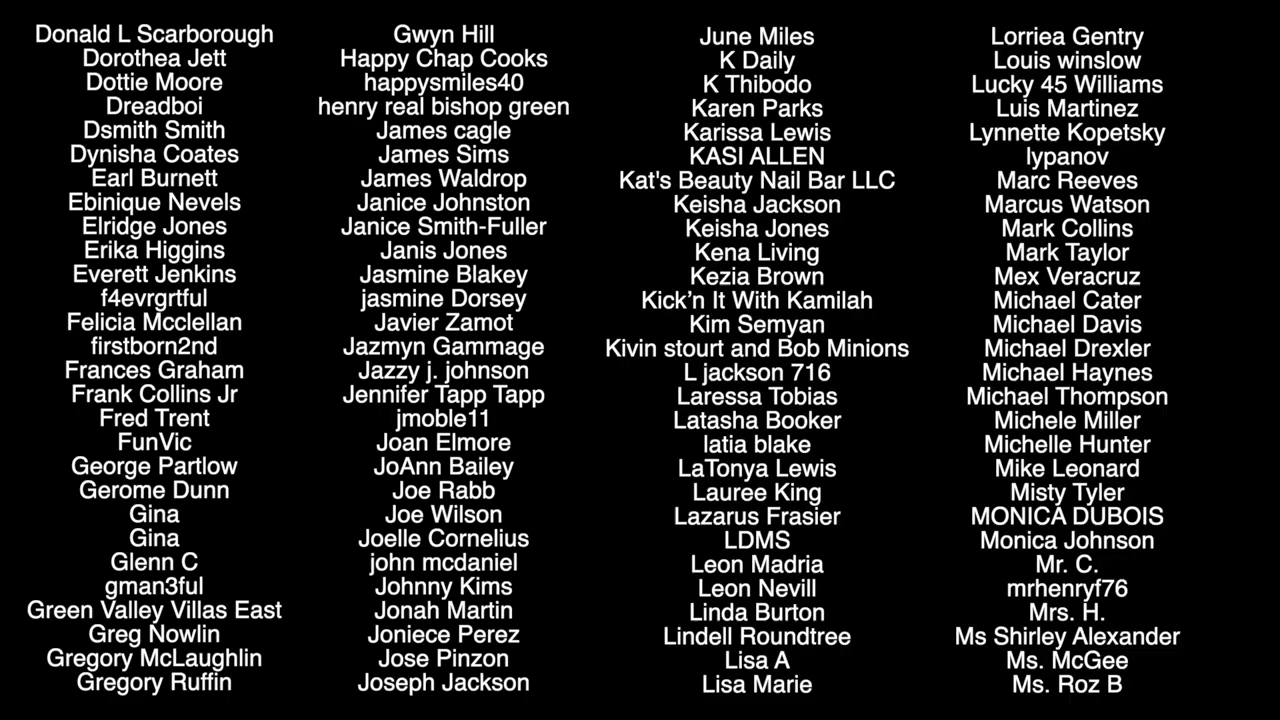 Donald L Scarborough
Dorothea Jett
Dottie Moore
Dreadboi
Dsmith Smith
Dynisha Coates
Earl Burnett
Ebinique Nevels
Elridge Jones
Erika Higgins
Everett Jenkins
f4evrgrtful
Felicia Mcclellan
firstborn2nd
Frances Graham
Frank Collins Jr
Fred Trent
FunVic
George Partlow
Gerome Dunn
Gina
Gina
Glenn C
gman3ful
Green Valley Villas East
Greg Nowlin
Gregory McLaughlin
Gregory Ruffin
Gwyn Hill
Happy Chap Cooks
happysmiles40
henry real bishop green
James cagle
James Sims
James Waldrop
Janice Johnston
Janice Smith-Fuller
Janis Jones
Jasmine Blakey
jasmine Dorsey
Javier Zamot
Jazmyn Gammage
Jazzy j. johnson
Jennifer Tapp Tapp
jmoble11
Joan Elmore
JoAnn Bailey
Joe Rabb
Joe Wilson
Joelle Cornelius
john mcdaniel
Johnny Kims
Jonah Martin
Joniece Perez
Jose Pinzon
Joseph Jackson
June Miles
K Daily
K Thibodo
Karen Parks
Karissa Lewis
KASI ALLEN
Kat's Beauty Nail Bar LLC
Keisha Jackson
Keisha Jones
Kena Living
Kezia Brown
Kick’n It With Kamilah
Kim Semyan
Kivin stourt and Bob Minions
L jackson 716
Laressa Tobias
Latasha Booker
latia blake
LaTonya Lewis
Lauree King
Lazarus Frasier
LDMS
Leon Madria
Leon Nevill
Linda Burton
Lindell Roundtree
Lisa A
Lisa Marie
Lorriea Gentry
Louis winslow
Lucky 45 Williams
Luis Martinez
Lynnette Kopetsky
lypanov
Marc Reeves
Marcus Watson
Mark Collins
Mark Taylor
Mex Veracruz
Michael Cater
Michael Davis
Michael Drexler
Michael Haynes
Michael Thompson
Michele Miller
Michelle Hunter
Mike Leonard
Misty Tyler
MONICA DUBOIS
Monica Johnson
Mr. C.
mrhenryf76
Mrs. H.
Ms Shirley Alexander
Ms. McGee
Ms. Roz B